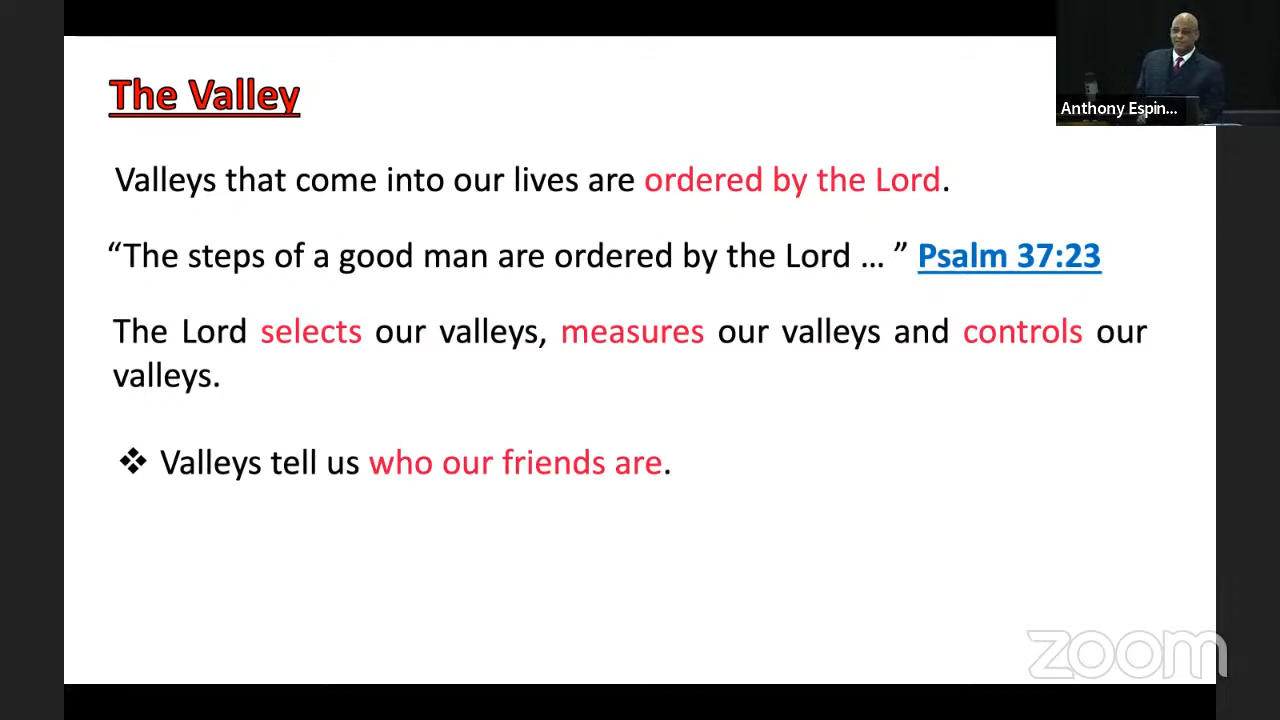 The Valley
Anthony Espin...
Valleys that come into our lives are ordered by the Lord.
“The steps of a good man are ordered by the Lord ... ” Psalm 37:23
The Lord selects our valleys, measures our valleys and controls our
valleys.
❖ Valleys tell us who our friends are.
zoom